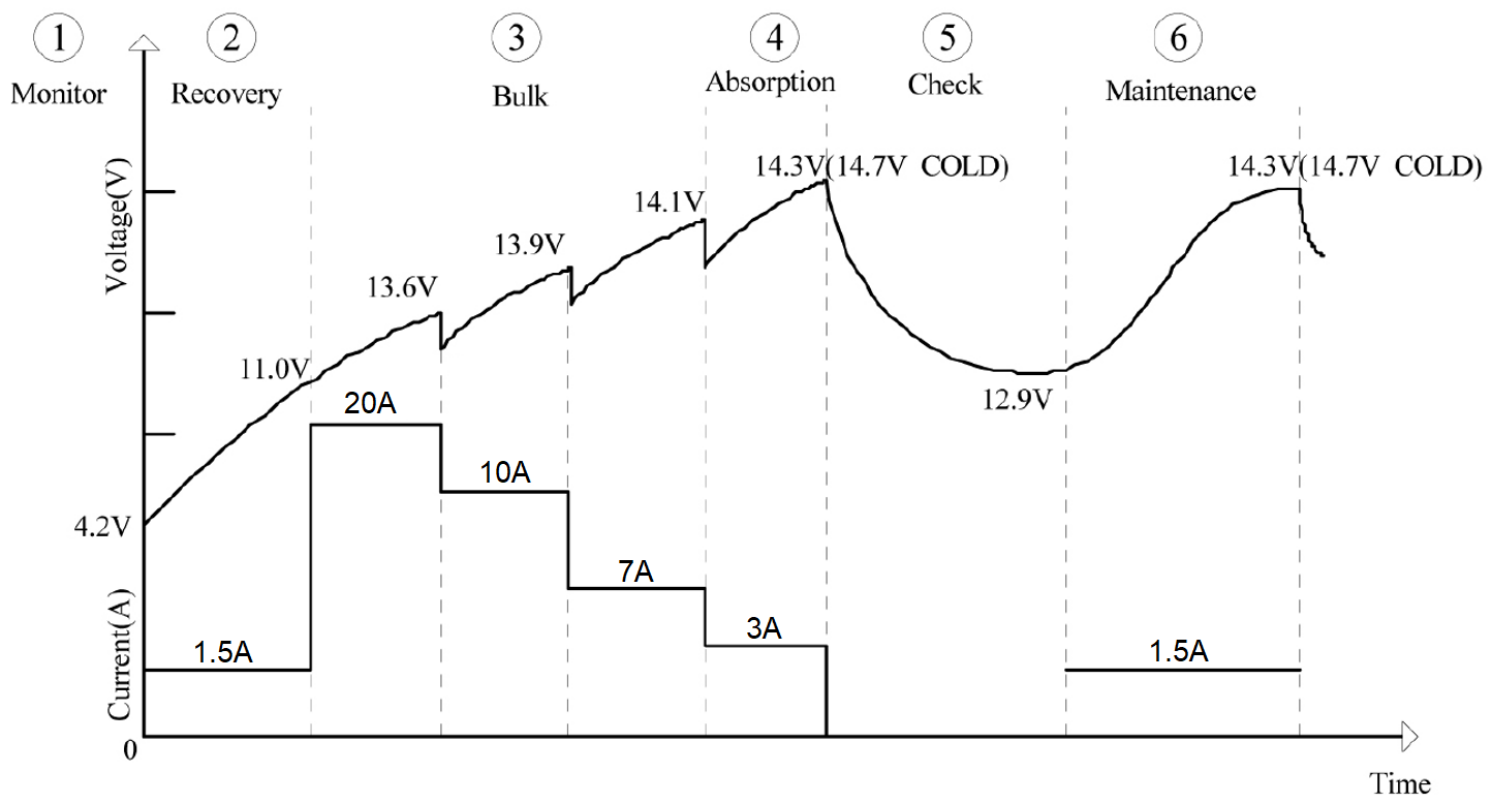 1
2
3
4
5
6
Monitor
Recovery
Bulk
Absorption
Check
Maintenance
Voltage(V)
14.3V(14.7V COLD)
14.3V(14.7V COLD)
14.1V
13.9V
13.6V
11.0V
20A
12.9V
10A
4.2V
7A
3A
1.5A
1.5A
Current(A)
0
Time